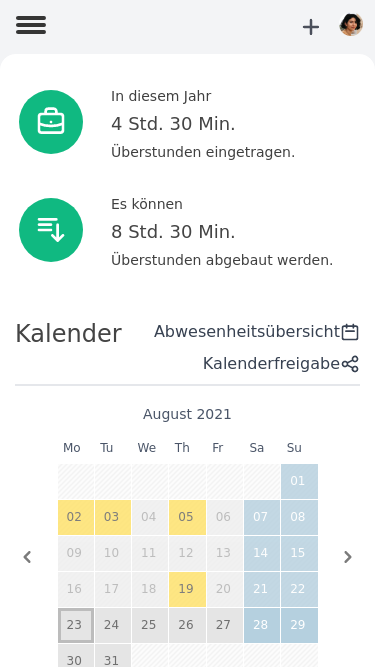 In diesem Jahr
4 Std. 30 Min.
Überstunden eingetragen.
Es können
8 Std. 30 Min.
Überstunden abgebaut werden.
Kalender
Abwesenheitsübersicht
Kalenderfreigabe
August 2021
Mo Tu We Th Fr Sa Su
01
02 03 04 05 06 07 08
09 10 11 12 13 14 15
16 17 18 19 20 21 22
23 24 25 26 27 28 29
30 31